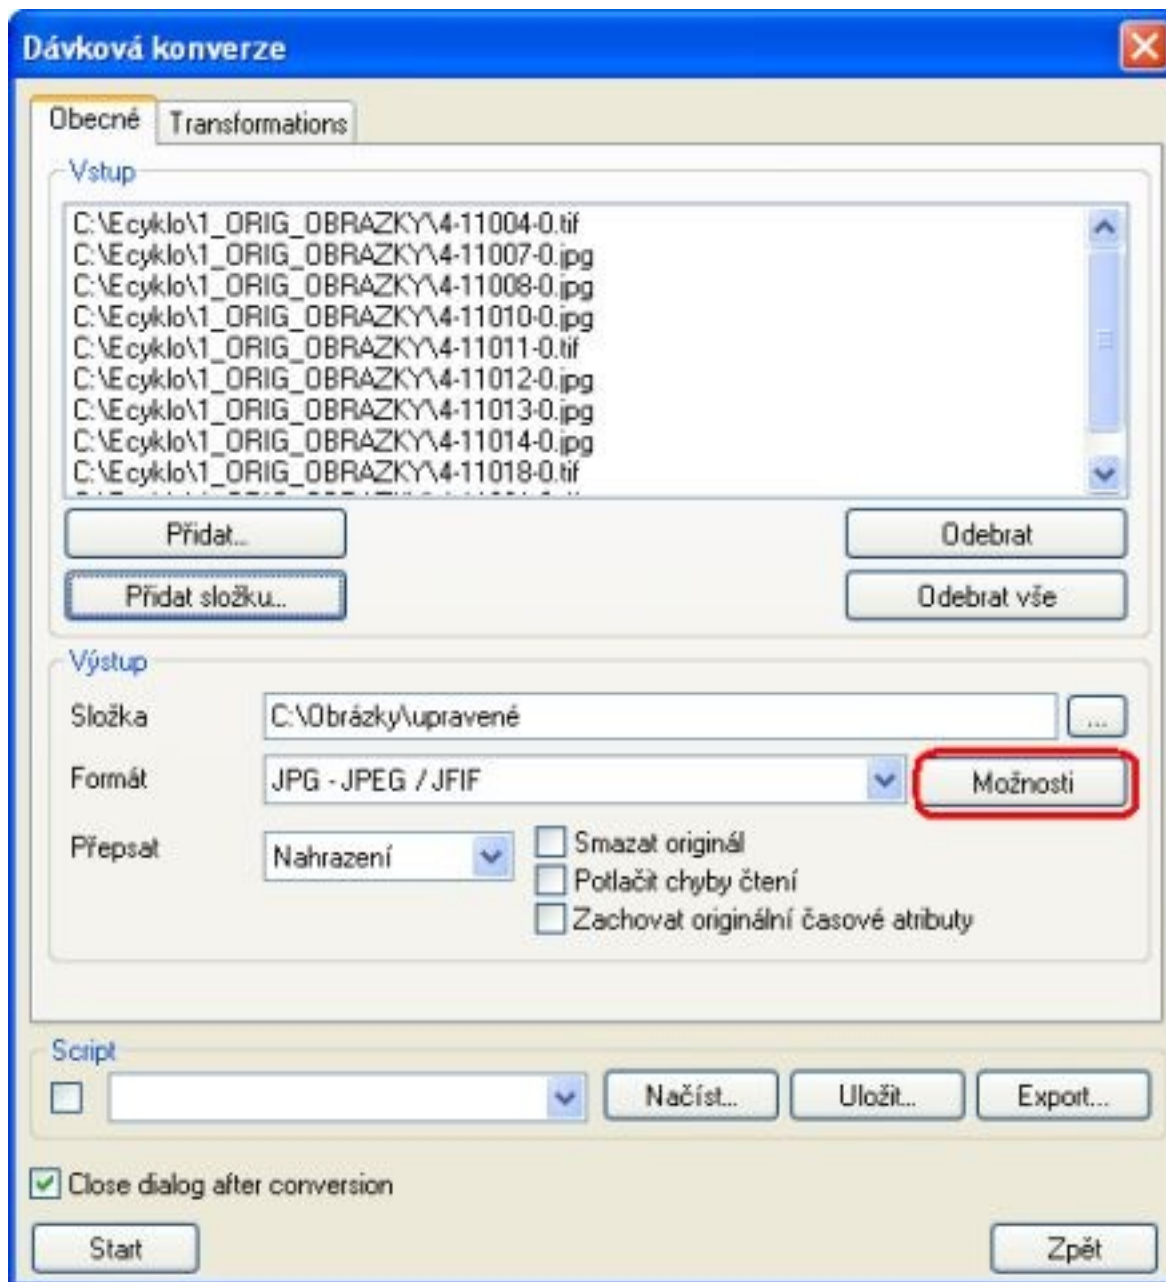 Dávková konverze
Obecné Transformations
Vstup
C:\Ecyklo\1_ORIG_OBRAZKY\4-11004-0.tif
C:\Ecyklo\1_ORIG_OBRAZKY\4-11007-0.jpg
C:\Ecyklo\1_ORIG_OBRAZKY\4-11008-0.jpg
C:\Ecyklo\1_ORIG_OBRAZKY\4-11010-0.jpg
C:\Ecyklo\1_ORIG_OBRAZKY\4-11011-0.tif
C:\Ecyklo\1_ORIG_OBRAZKY\4-11012-0.jpg
C:\Ecyklo\1_ORIG_OBRAZKY\4-11013-0.jpg
C:\Ecyklo\1_ORIG_OBRAZKY\4-11014-0.jpg
C:\Ecyklo\1_ORIG_OBRAZKY\4-11018-0.tif
Přidat... Odebrat
Přidat složku... Odebrat vše
Výstup
Složka C:\Obrázky\upravené ...
Formát JPG - JPEG / JFIF Možnosti
Přepsat Nahrazení Smazat originál
Potlačit chyby čtení
Zachovat originální časové atributy
Script
Načíst... Uložit... Export...
Close dialog after conversion
Start Zpět